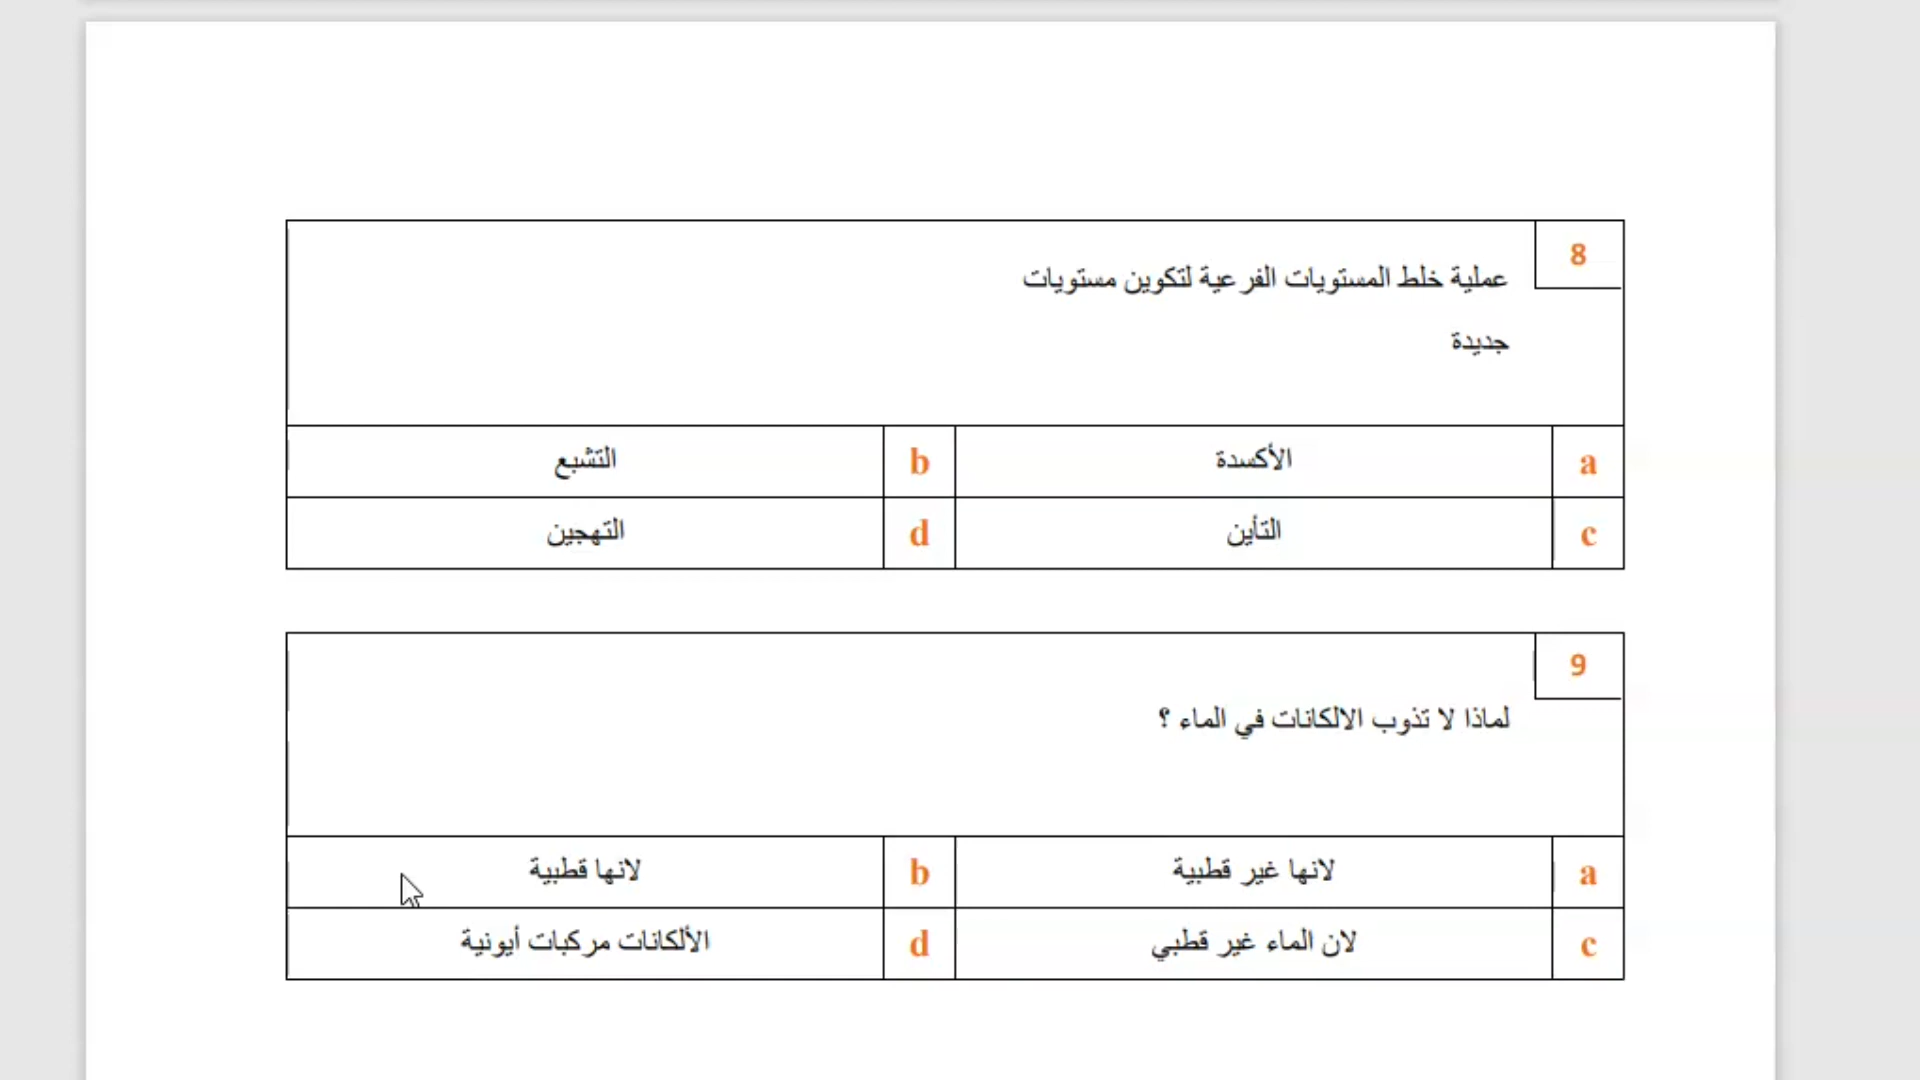 8
عملية خلط المستويات الفرعية لتكوين مستويات
جديدة
a الأكسدة b التشبع
c التأين d التهجين
9
لماذا لا تذوب الالكانات في الماء ؟
a لانها غير قطبية b لانها قطبية
c لان الماء غير قطبي d الألكانات مركبات أيونية